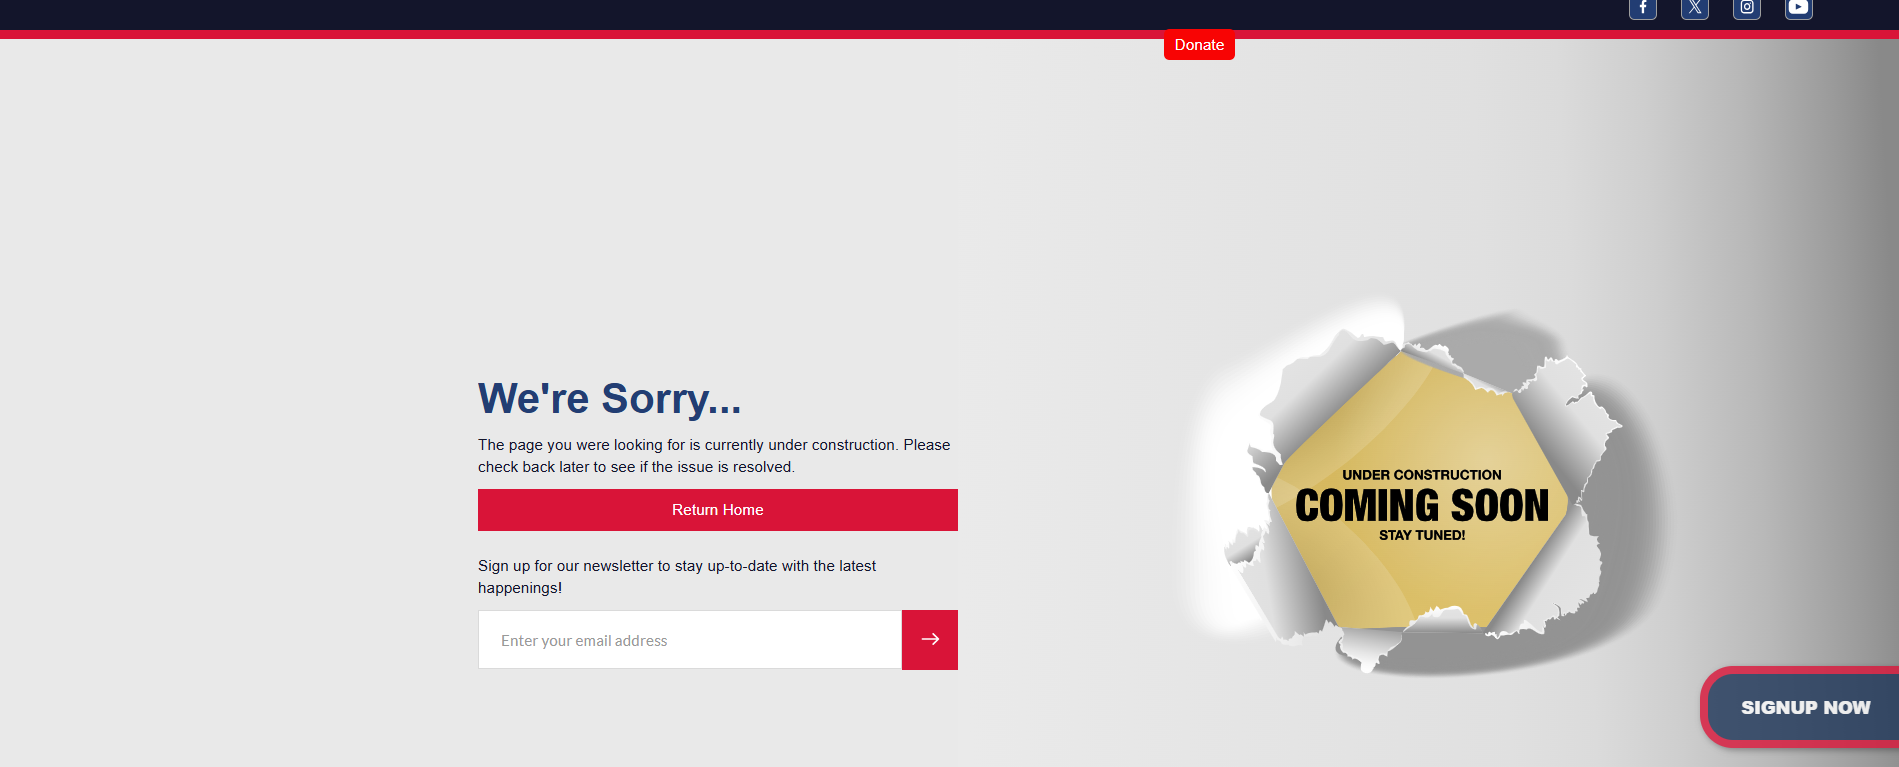 Donate
We're Sorry...
The page you were looking for is currently under construction. Please
check back later to see if the issue is resolved.
Return Home
Sign up for our newsletter to stay up-to-date with the latest
happenings!
Enter your email address
UNDER CONSTRUCTION
COMING SOON
STAY TUNED!
SIGNUP NOW